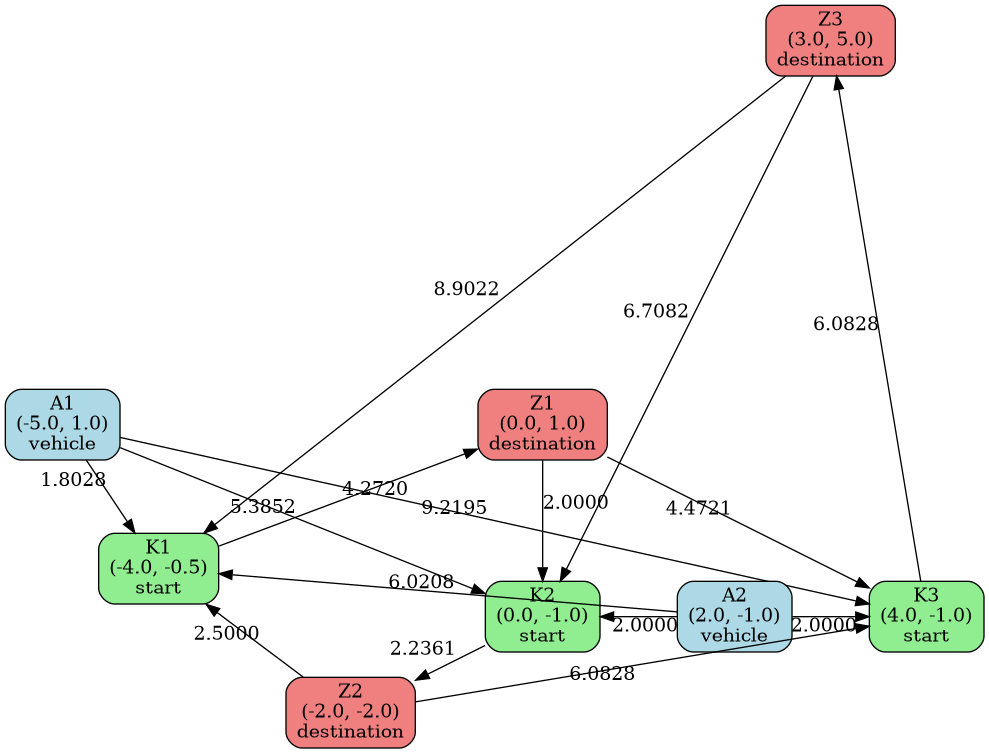 Z3
(3.0, 5.0)
destination
8.9022
6.7082
6.0828
A1
(-5.0, 1.0)
vehicle
Z1
(0.0, 1.0)
destination
1.8028
4.2720
5.3852
9.2195
2.0000
4.4721
K1
(-4.0, -0.5)
start
6.0208
K2
(0.0, -1.0)
start
2.0000
A2
(2.0, -1.0)
vehicle
2.0000
K3
(4.0, -1.0)
start
2.5000
2.2361
6.0828
Z2
(-2.0, -2.0)
destination